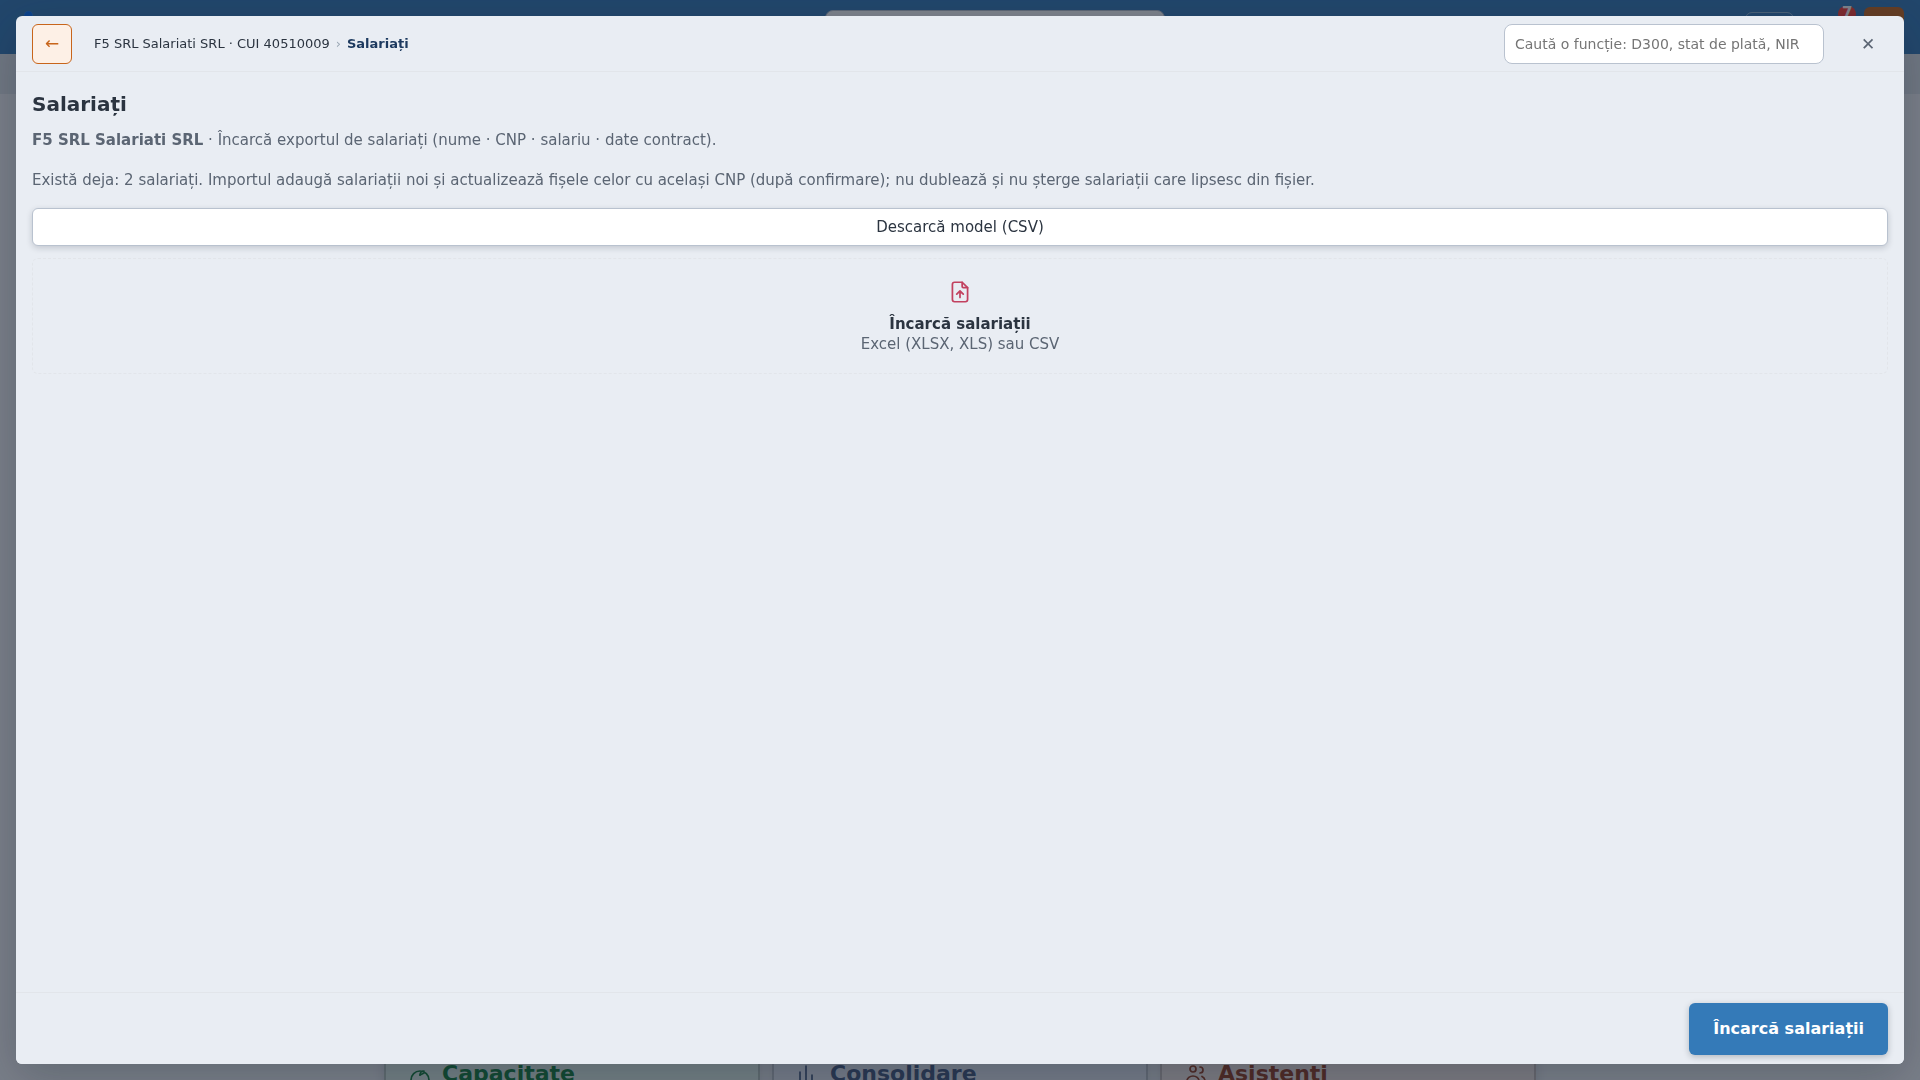 7
← F5 SRL Salariati SRL · CUI 40510009 › Salariați
Caută o funcție: D300, stat de plată, NIR
✕
Salariați
F5 SRL Salariati SRL · Încarcă exportul de salariați (nume · CNP · salariu · date contract).
Există deja: 2 salariați. Importul adaugă salariații noi și actualizează fișele celor cu același CNP (după confirmare); nu dublează și nu șterge salariații care lipsesc din fișier.
Descarcă model (CSV)
Încarcă salariații
Excel (XLSX, XLS) sau CSV
Încarcă salariații
Capacitate
Consolidare
Asistenți